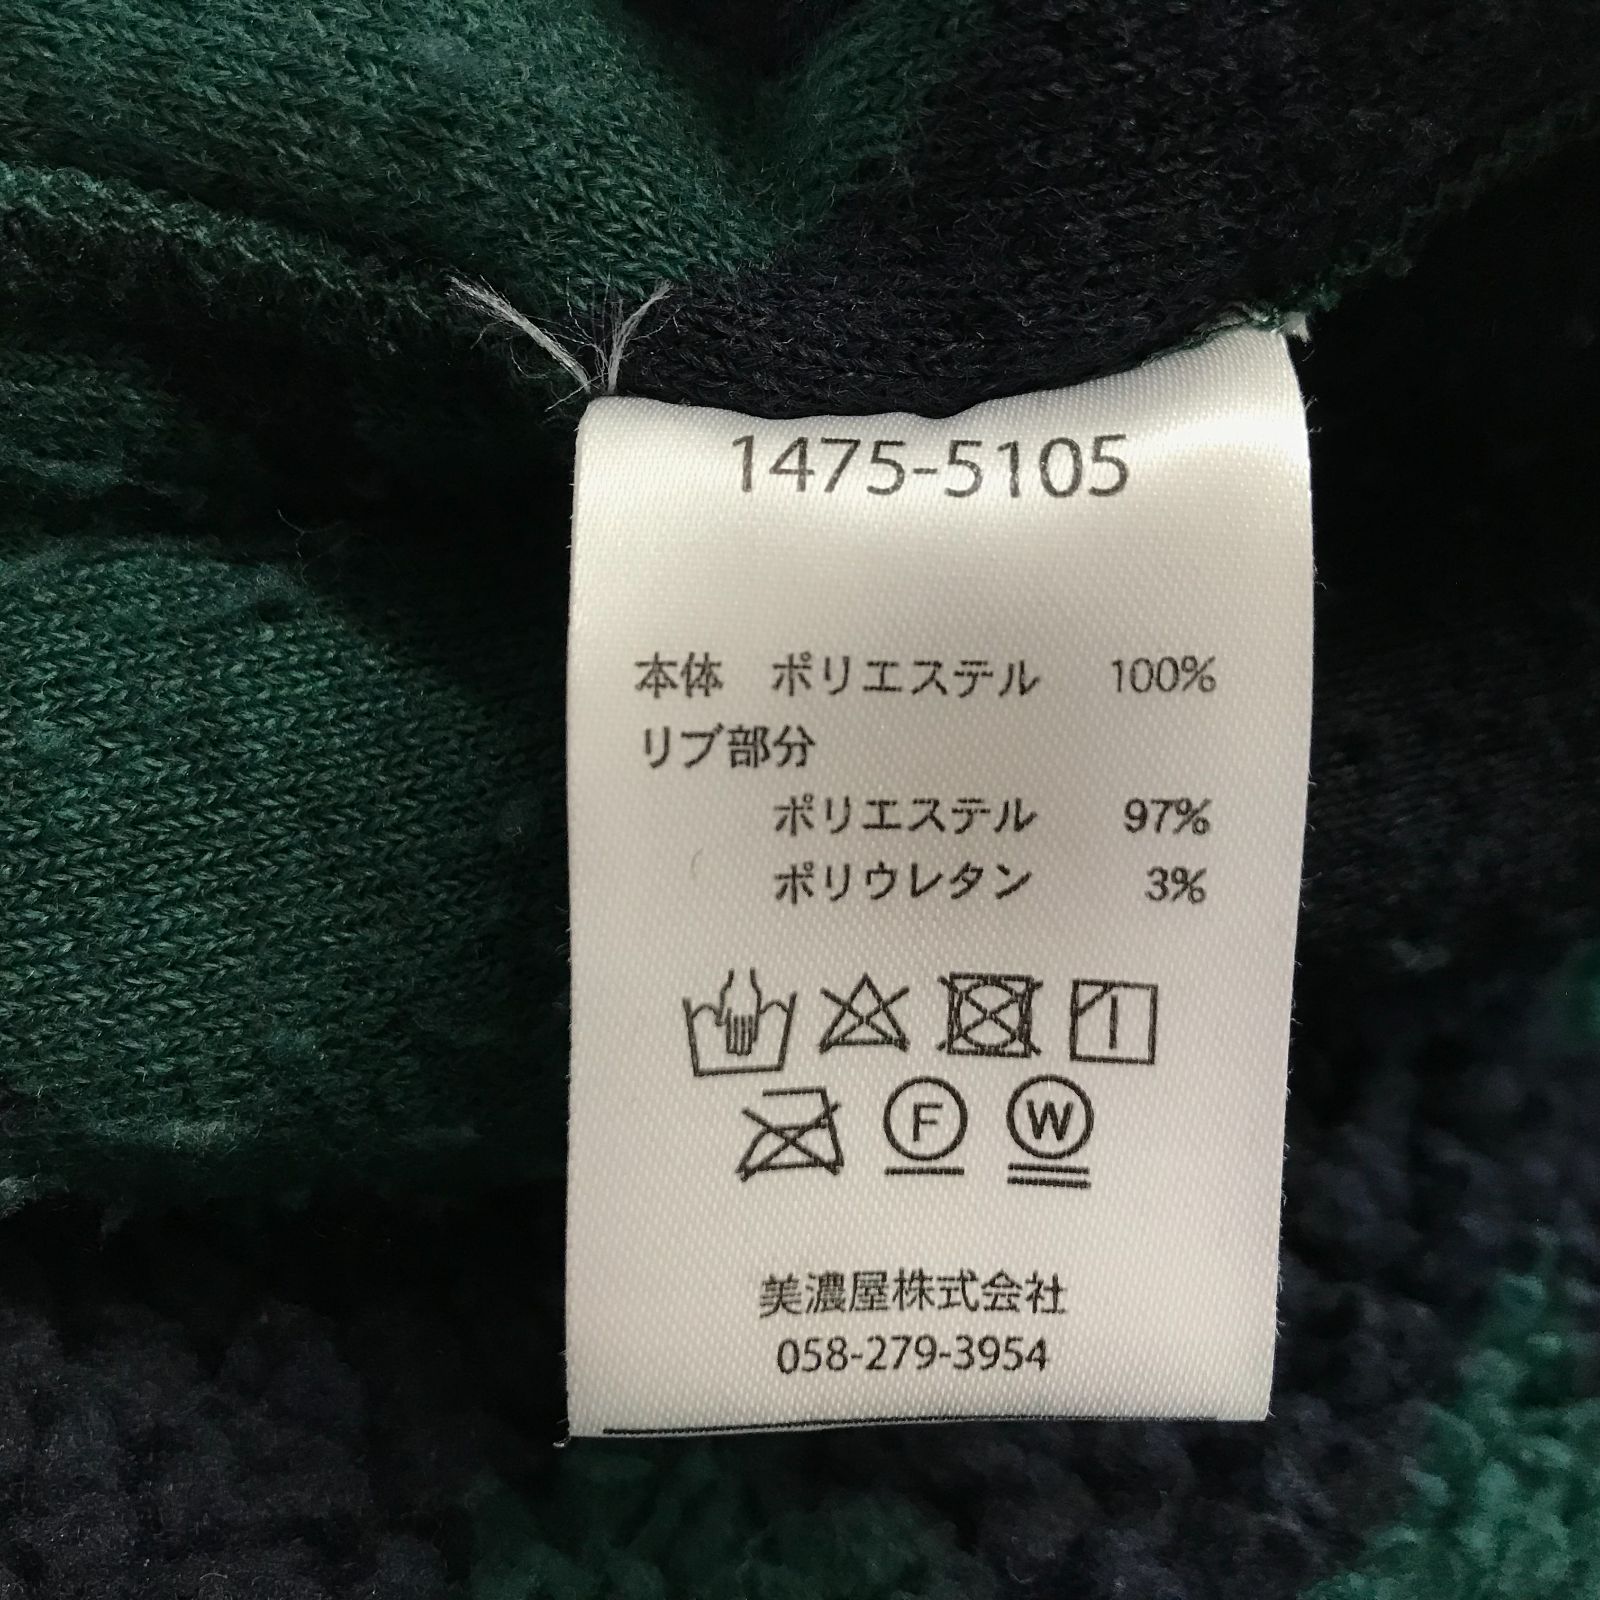 1475-5105
本体 ポリエステル 100%
リブ部分
ポリエステル 97%
ポリウレタン 3%
F W
美濃屋株式会社
058-279-3954